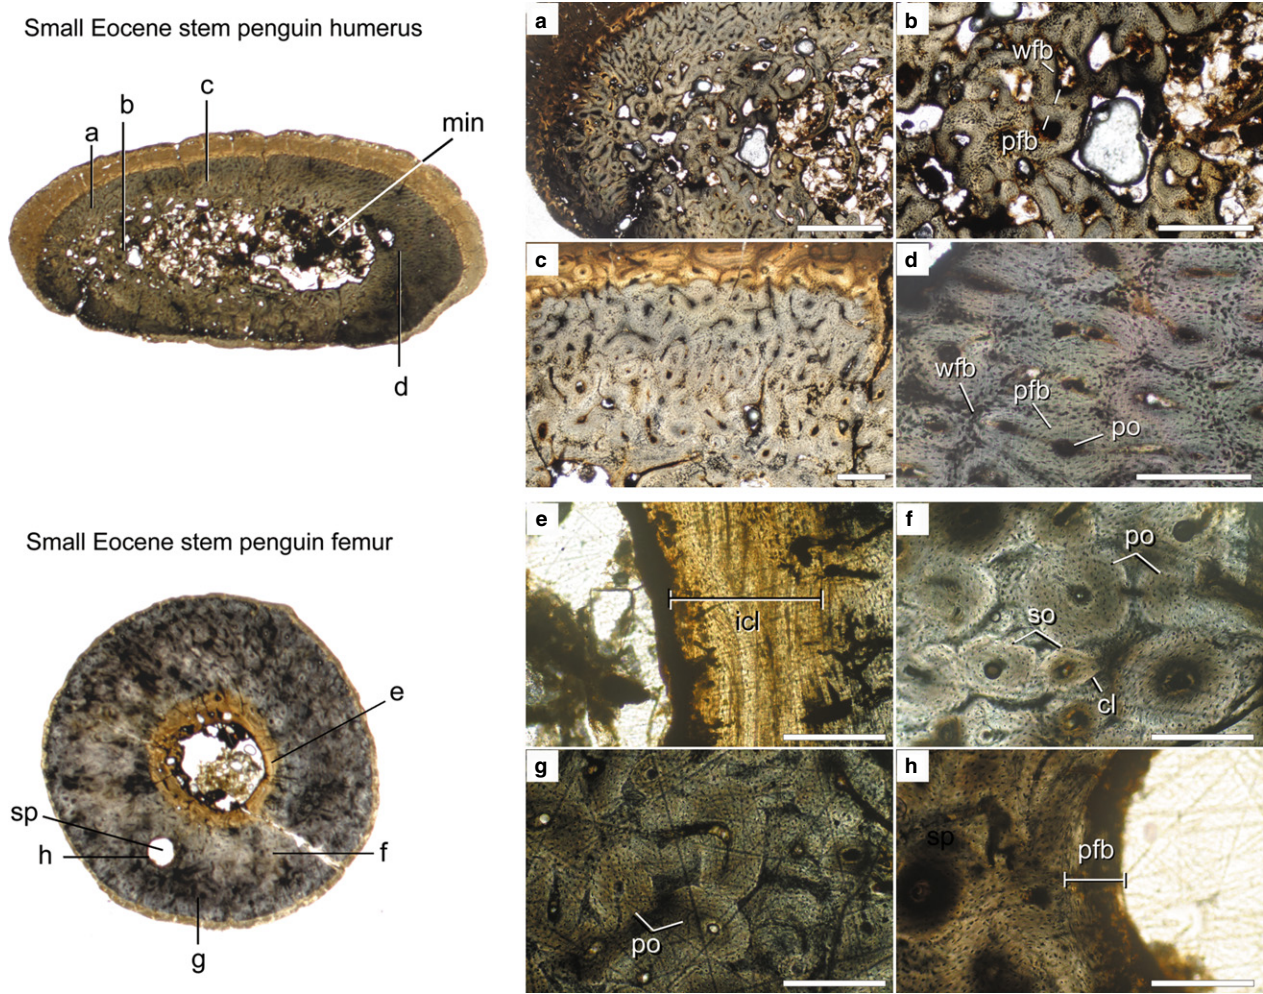 Small Eocene stem penguin humerus
a
b
c
min
d
a
b
wfb
pfb
c
d
wfb
pfb
po
Small Eocene stem penguin femur
e
sp
h
f
g
e
icl
f
po
so
cl
g
po
h
sp
pfb